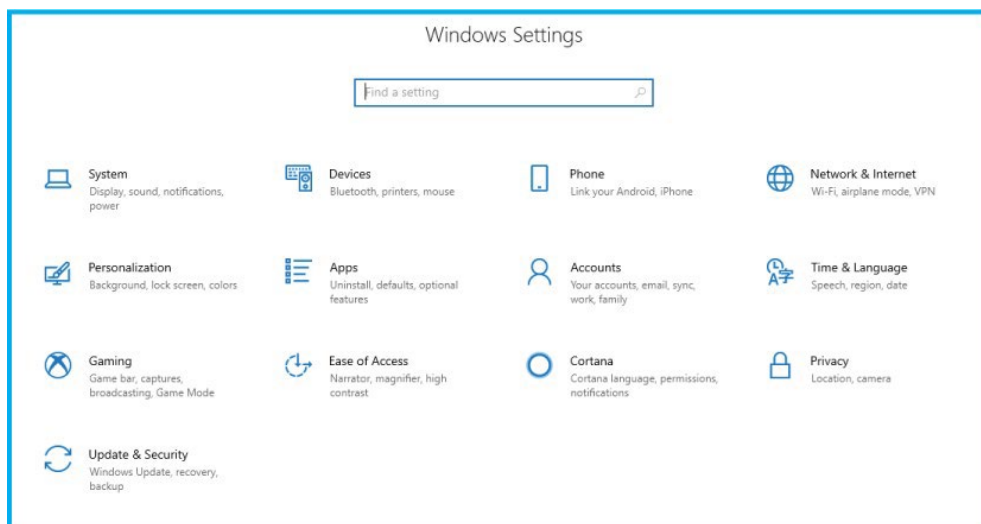 Windows Settings
Find a setting
System
Display, sound, notifications,
power
Devices
Bluetooth, printers, mouse
Phone
Link your Android, iPhone
Network & Internet
Wi-Fi, airplane mode, VPN
Personalization
Background, lock screen, colors
Apps
Uninstall, defaults, optional
features
Accounts
Your accounts, email, sync,
work, family
Time & Language
Speech, region, date
Gaming
Game bar, captures,
broadcasting, Game Mode
Ease of Access
Narrator, magnifier, high
contrast
Cortana
Cortana language, permissions,
notifications
Privacy
Location, camera
Update & Security
Windows Update, recovery,
backup